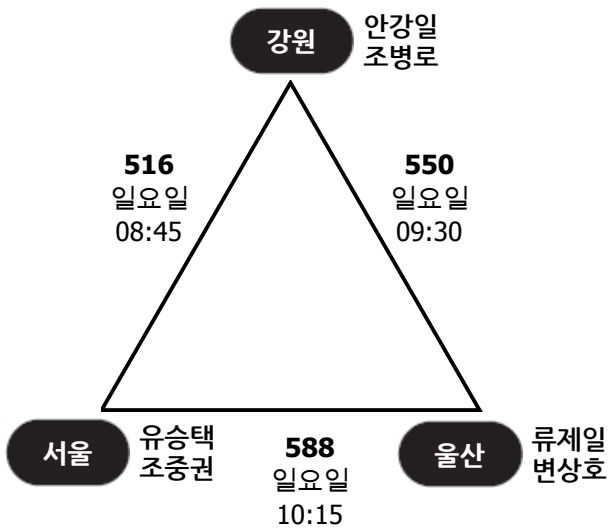 강원
안강일
조병로
516
일요일
08:45
550
일요일
09:30
서울
유승택
조중권
588
일요일
10:15
울산
류제일
변상호